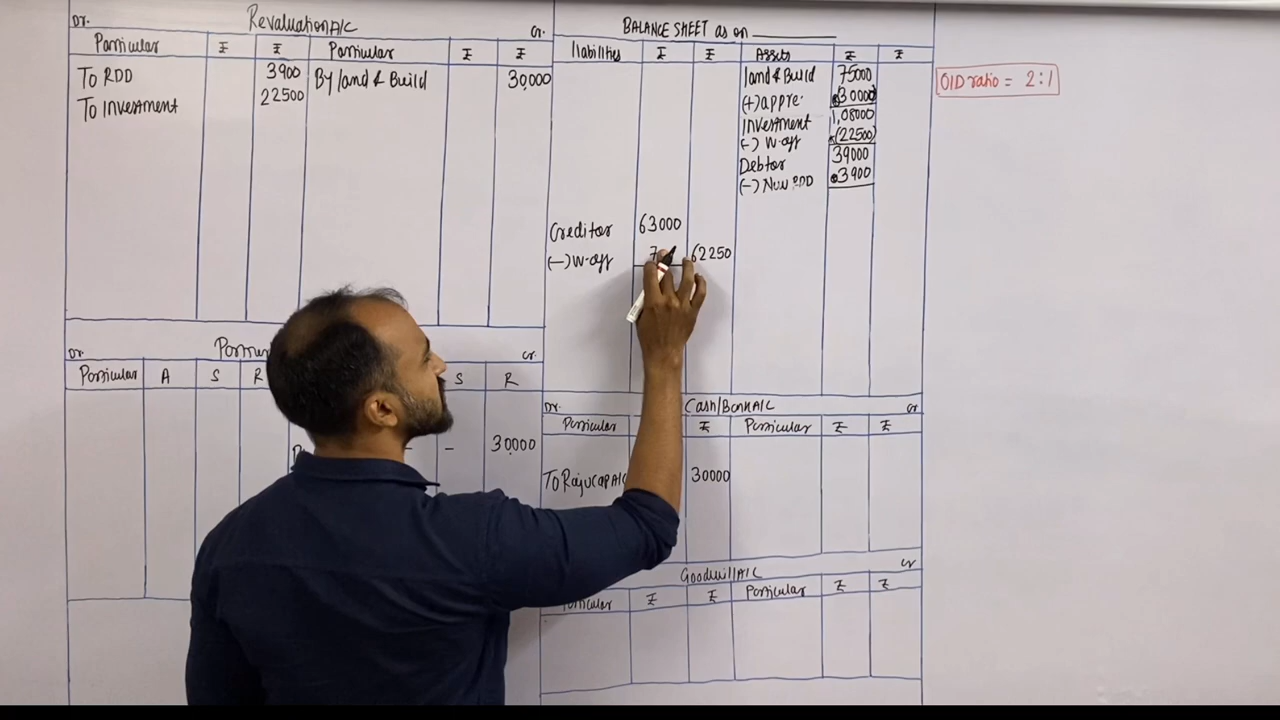 Dr. Revaluation A/C Cr.
Particular ₹ ₹ Particular ₹ ₹
To RDD 3900 By land & Build 30,000
To Investment 22500
BALANCE SHEET as on
liabilities ₹ ₹ Assets ₹ ₹
land & Build 75000
(+) appre. 30000
Investment 1,08000
(-) W-off (22500)
Debtor 39000
(-) New RDD 3900
Creditor 63000
(-) W-off 7 62250
Old ratio = 2:1
Dr. Cr.
Particular A S R S R
- 30,000
Dr. Cash/Bank A/C Cr
Particular ₹ Particular ₹ ₹
To Raju cap A/C 30000
Goodwill A/C Cr
Particular ₹ ₹ Particular ₹ ₹